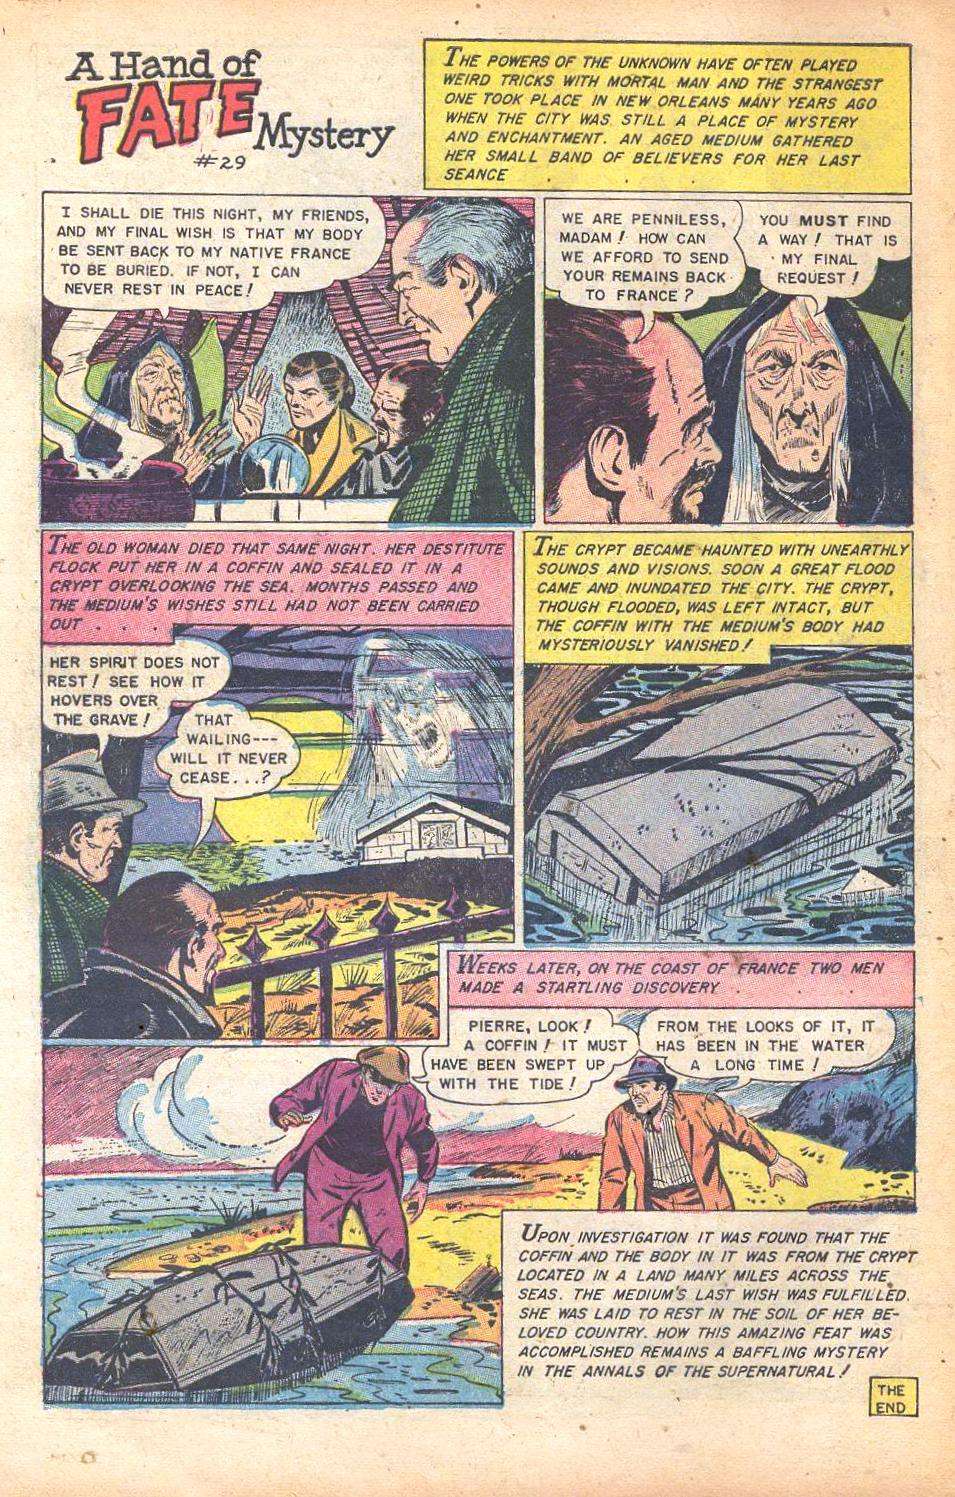 A Hand of
FATE
Mystery
#29
THE POWERS OF THE UNKNOWN HAVE OFTEN PLAYED
WEIRD TRICKS WITH MORTAL MAN AND THE STRANGEST
ONE TOOK PLACE IN NEW ORLEANS MANY YEARS AGO
WHEN THE CITY WAS STILL A PLACE OF MYSTERY
AND ENCHANTMENT. AN AGED MEDIUM GATHERED
HER SMALL BAND OF BELIEVERS FOR HER LAST
SEANCE . . .
I SHALL DIE THIS NIGHT, MY FRIENDS,
AND MY FINAL WISH IS THAT MY BODY
BE SENT BACK TO MY NATIVE FRANCE
TO BE BURIED. IF NOT, I CAN
NEVER REST IN PEACE!
WE ARE PENNILESS,
MADAM! HOW CAN
WE AFFORD TO SEND
YOUR REMAINS BACK
TO FRANCE?
YOU MUST FIND
A WAY! THAT IS
MY FINAL
REQUEST!
THE OLD WOMAN DIED THAT SAME NIGHT. HER DESTITUTE
FLOCK PUT HER IN A COFFIN AND SEALED IT IN A
CRYPT OVERLOOKING THE SEA. MONTHS PASSED AND
THE MEDIUM'S WISHES STILL HAD NOT BEEN CARRIED
OUT . . . .
HER SPIRIT DOES NOT
REST! SEE HOW IT
HOVERS OVER
THE GRAVE!
THAT
WAILING---
WILL IT NEVER
CEASE...?
THE CRYPT BECAME HAUNTED WITH UNEARTHLY
SOUNDS AND VISIONS. SOON A GREAT FLOOD
CAME AND INUNDATED THE CITY. THE CRYPT,
THOUGH FLOODED, WAS LEFT INTACT, BUT
THE COFFIN WITH THE MEDIUM'S BODY HAD
MYSTERIOUSLY VANISHED!
WEEKS LATER, ON THE COAST OF FRANCE TWO MEN
MADE A STARTLING DISCOVERY . . . .
PIERRE, LOOK!
A COFFIN! IT MUST
HAVE BEEN SWEPT UP
WITH THE TIDE!
FROM THE LOOKS OF IT, IT
HAS BEEN IN THE WATER
A LONG TIME!
UPON INVESTIGATION IT WAS FOUND THAT THE
COFFIN AND THE BODY IN IT WAS FROM THE CRYPT
LOCATED IN A LAND MANY MILES ACROSS THE
SEAS. THE MEDIUM'S LAST WISH WAS FULFILLED.
SHE WAS LAID TO REST IN THE SOIL OF HER BE-
LOVED COUNTRY. HOW THIS AMAZING FEAT WAS
ACCOMPLISHED REMAINS A BAFFLING MYSTERY
IN THE ANNALS OF THE SUPERNATURAL!
THE
END